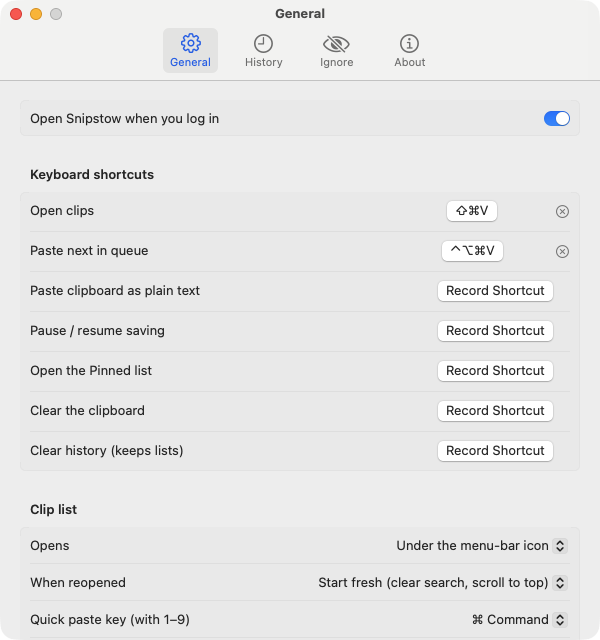 General
General
History
Ignore
About
Open Snipstow when you log in
Keyboard shortcuts
Open clips ⇧⌘V
Paste next in queue ⌃⌥⌘V
Paste clipboard as plain text Record Shortcut
Pause / resume saving Record Shortcut
Open the Pinned list Record Shortcut
Clear the clipboard Record Shortcut
Clear history (keeps lists) Record Shortcut
Clip list
Opens Under the menu-bar icon
When reopened Start fresh (clear search, scroll to top)
Quick paste key (with 1–9) ⌘ Command